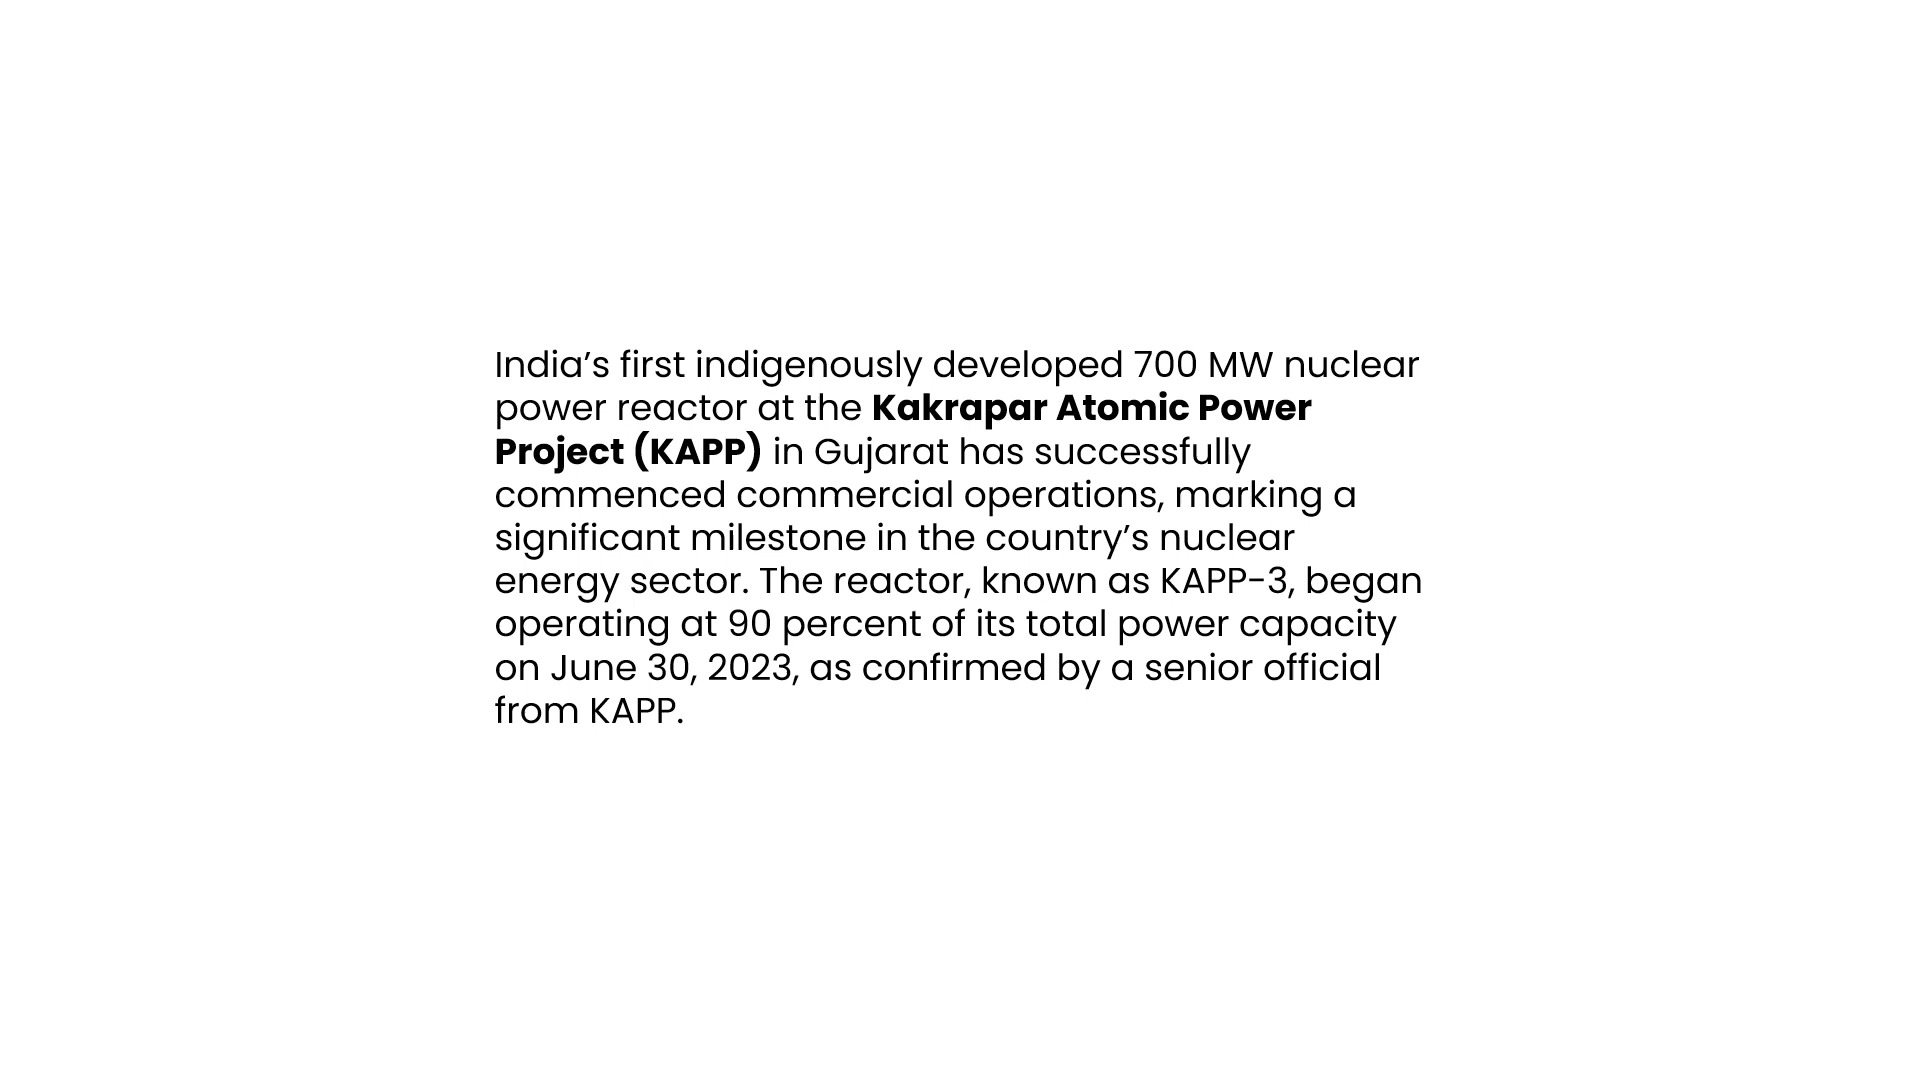 India’s first indigenously developed 700 MW nuclear
power reactor at the Kakrapar Atomic Power
Project (KAPP) in Gujarat has successfully
commenced commercial operations, marking a
significant milestone in the country’s nuclear
energy sector. The reactor, known as KAPP-3, began
operating at 90 percent of its total power capacity
on June 30, 2023, as confirmed by a senior official
from KAPP.